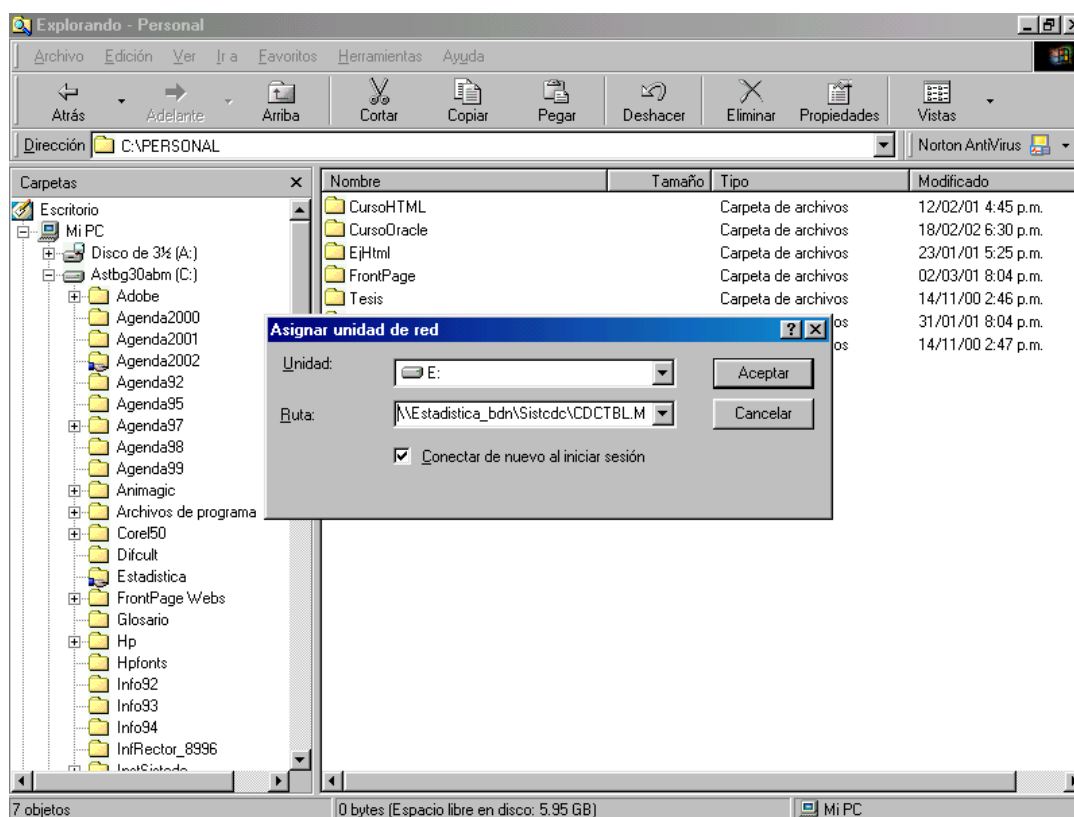 Explorando - Personal
Archivo Edición Ver Ir a Favoritos Herramientas Ayuda
Atrás Adelante Arriba Cortar Copiar Pegar Deshacer Eliminar Propiedades Vistas
Dirección C:\PERSONAL Norton AntiVirus
Carpetas
Escritorio
Mi PC
Disco de 3½ (A:)
Astbg30abm (C:)
Adobe
Agenda2000
Agenda2001
Agenda2002
Agenda92
Agenda95
Agenda97
Agenda98
Agenda99
Animagic
Archivos de programa
Corel50
Difcult
Estadistica
FrontPage Webs
Glosario
Hp
Hpfonts
Info92
Info93
Info94
InfRector_8996
Nombre Tamaño Tipo Modificado
CursoHTML Carpeta de archivos 12/02/01 4:45 p.m.
CursoOracle Carpeta de archivos 18/02/02 6:30 p.m.
EjHtml Carpeta de archivos 23/01/01 5:25 p.m.
FrontPage Carpeta de archivos 02/03/01 8:04 p.m.
Tesis Carpeta de archivos 14/11/00 2:46 p.m.
os 31/01/01 8:04 p.m.
os 14/11/00 2:47 p.m.
Asignar unidad de red
Unidad: E: Aceptar
Ruta: \\Estadistica_bdn\Sistcdc\CDCTBL.M Cancelar
Conectar de nuevo al iniciar sesión
7 objetos 0 bytes (Espacio libre en disco: 5.95 GB) Mi PC